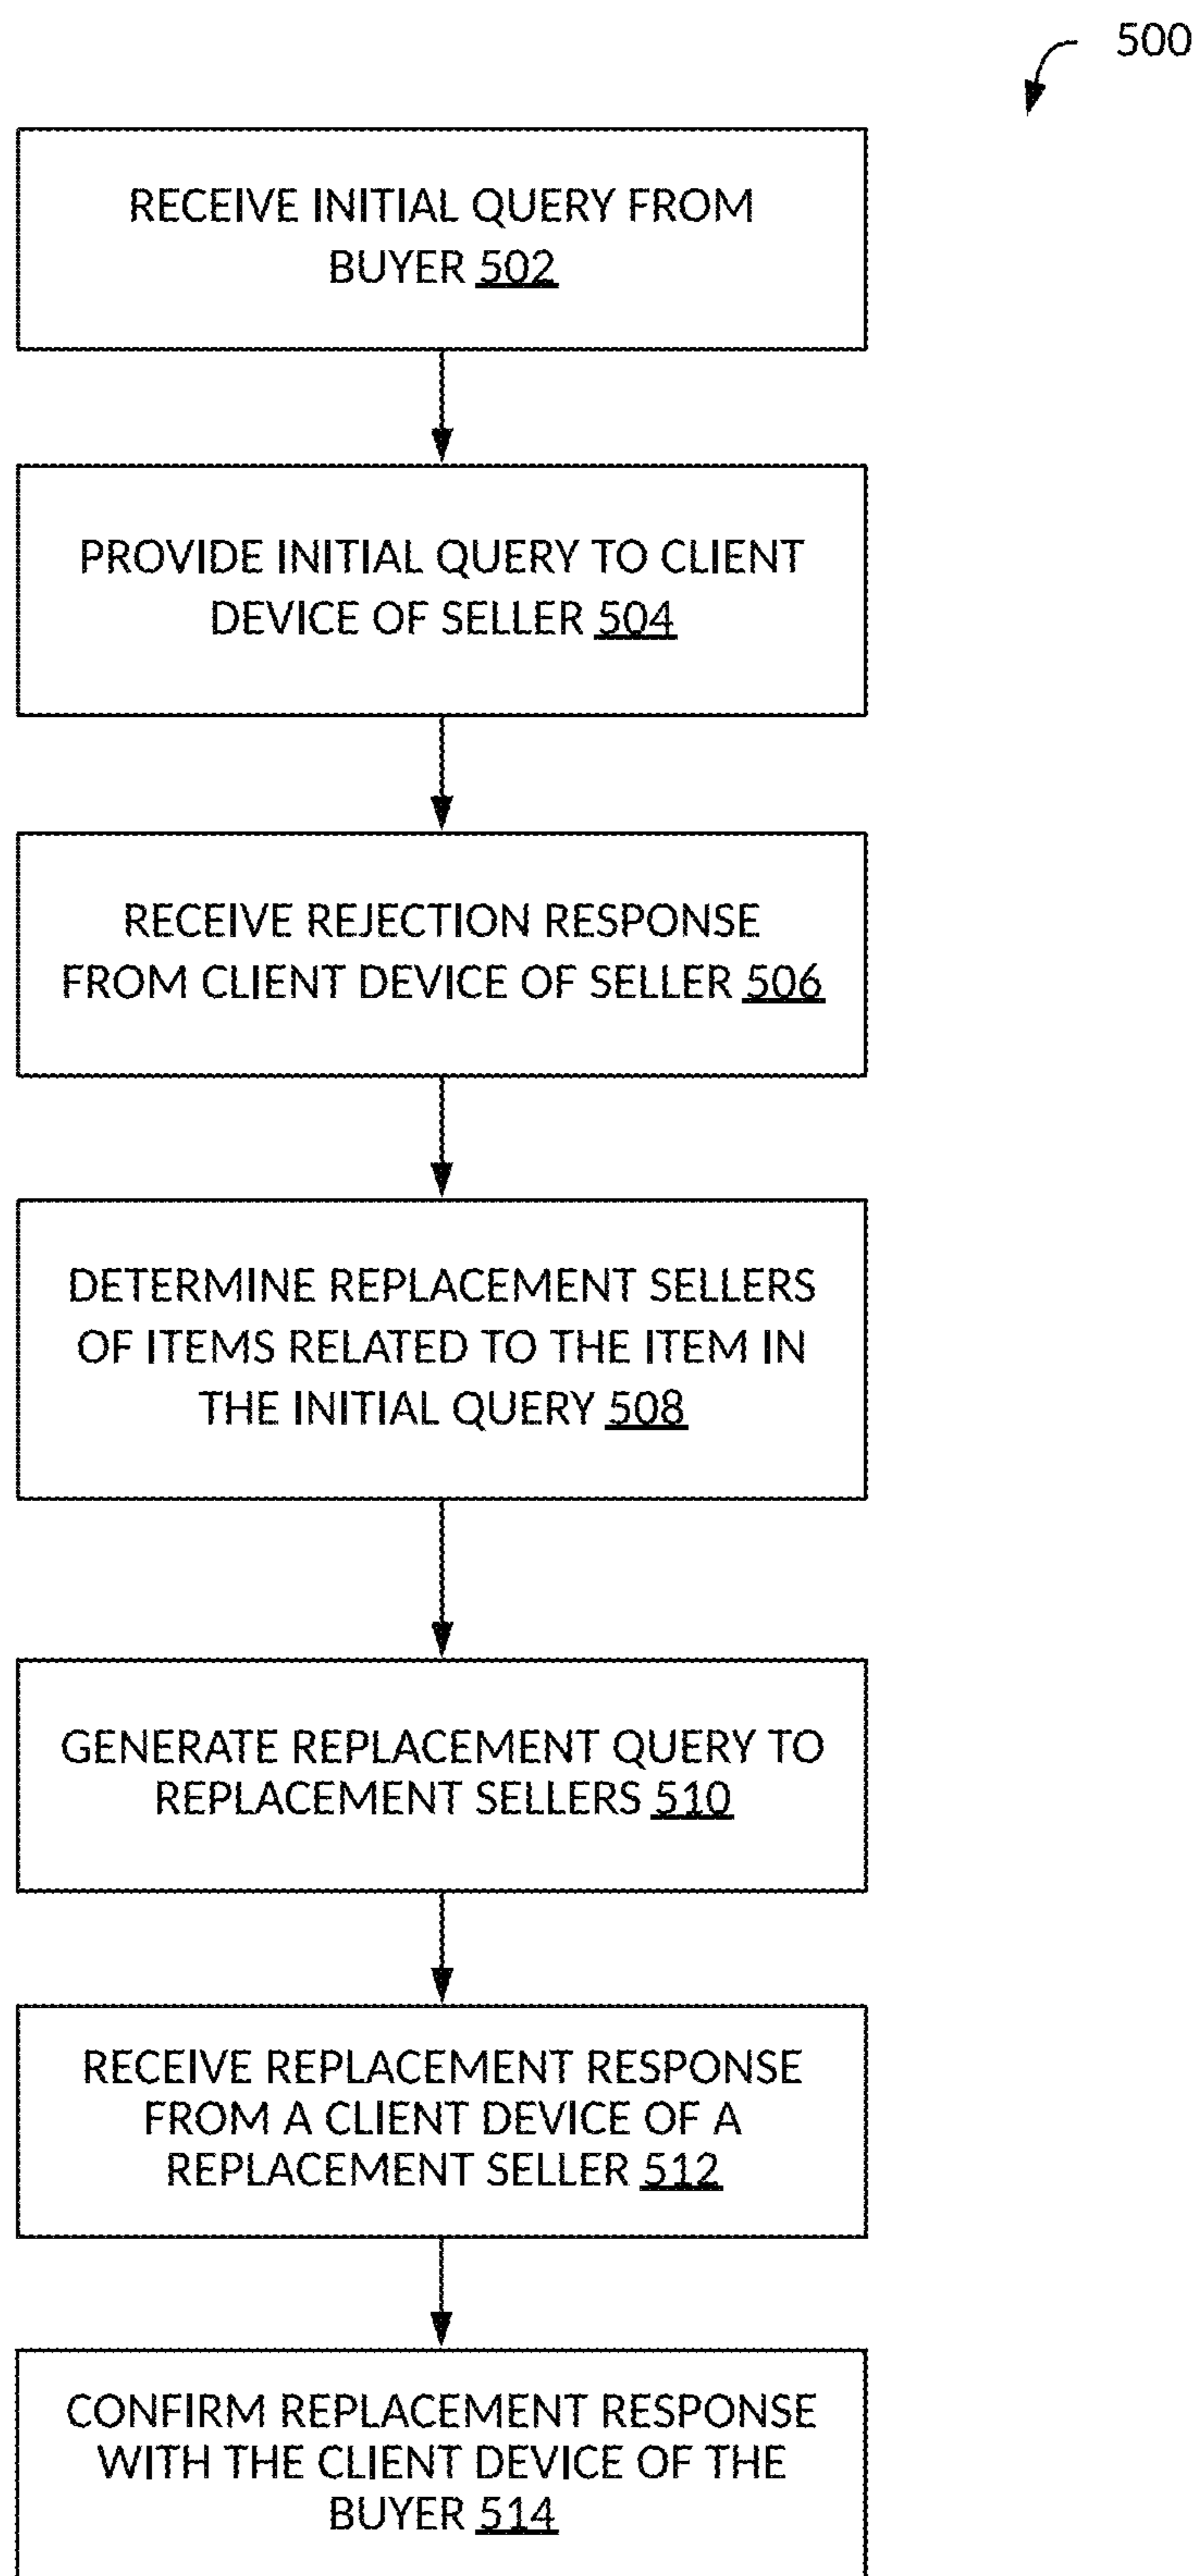 500
RECEIVE INITIAL QUERY FROM
BUYER 502
PROVIDE INITIAL QUERY TO CLIENT
DEVICE OF SELLER 504
RECEIVE REJECTION RESPONSE
FROM CLIENT DEVICE OF SELLER 506
DETERMINE REPLACEMENT SELLERS
OF ITEMS RELATED TO THE ITEM IN
THE INITIAL QUERY 508
GENERATE REPLACEMENT QUERY TO
REPLACEMENT SELLERS 510
RECEIVE REPLACEMENT RESPONSE
FROM A CLIENT DEVICE OF A
REPLACEMENT SELLER 512
CONFIRM REPLACEMENT RESPONSE
WITH THE CLIENT DEVICE OF THE
BUYER 514